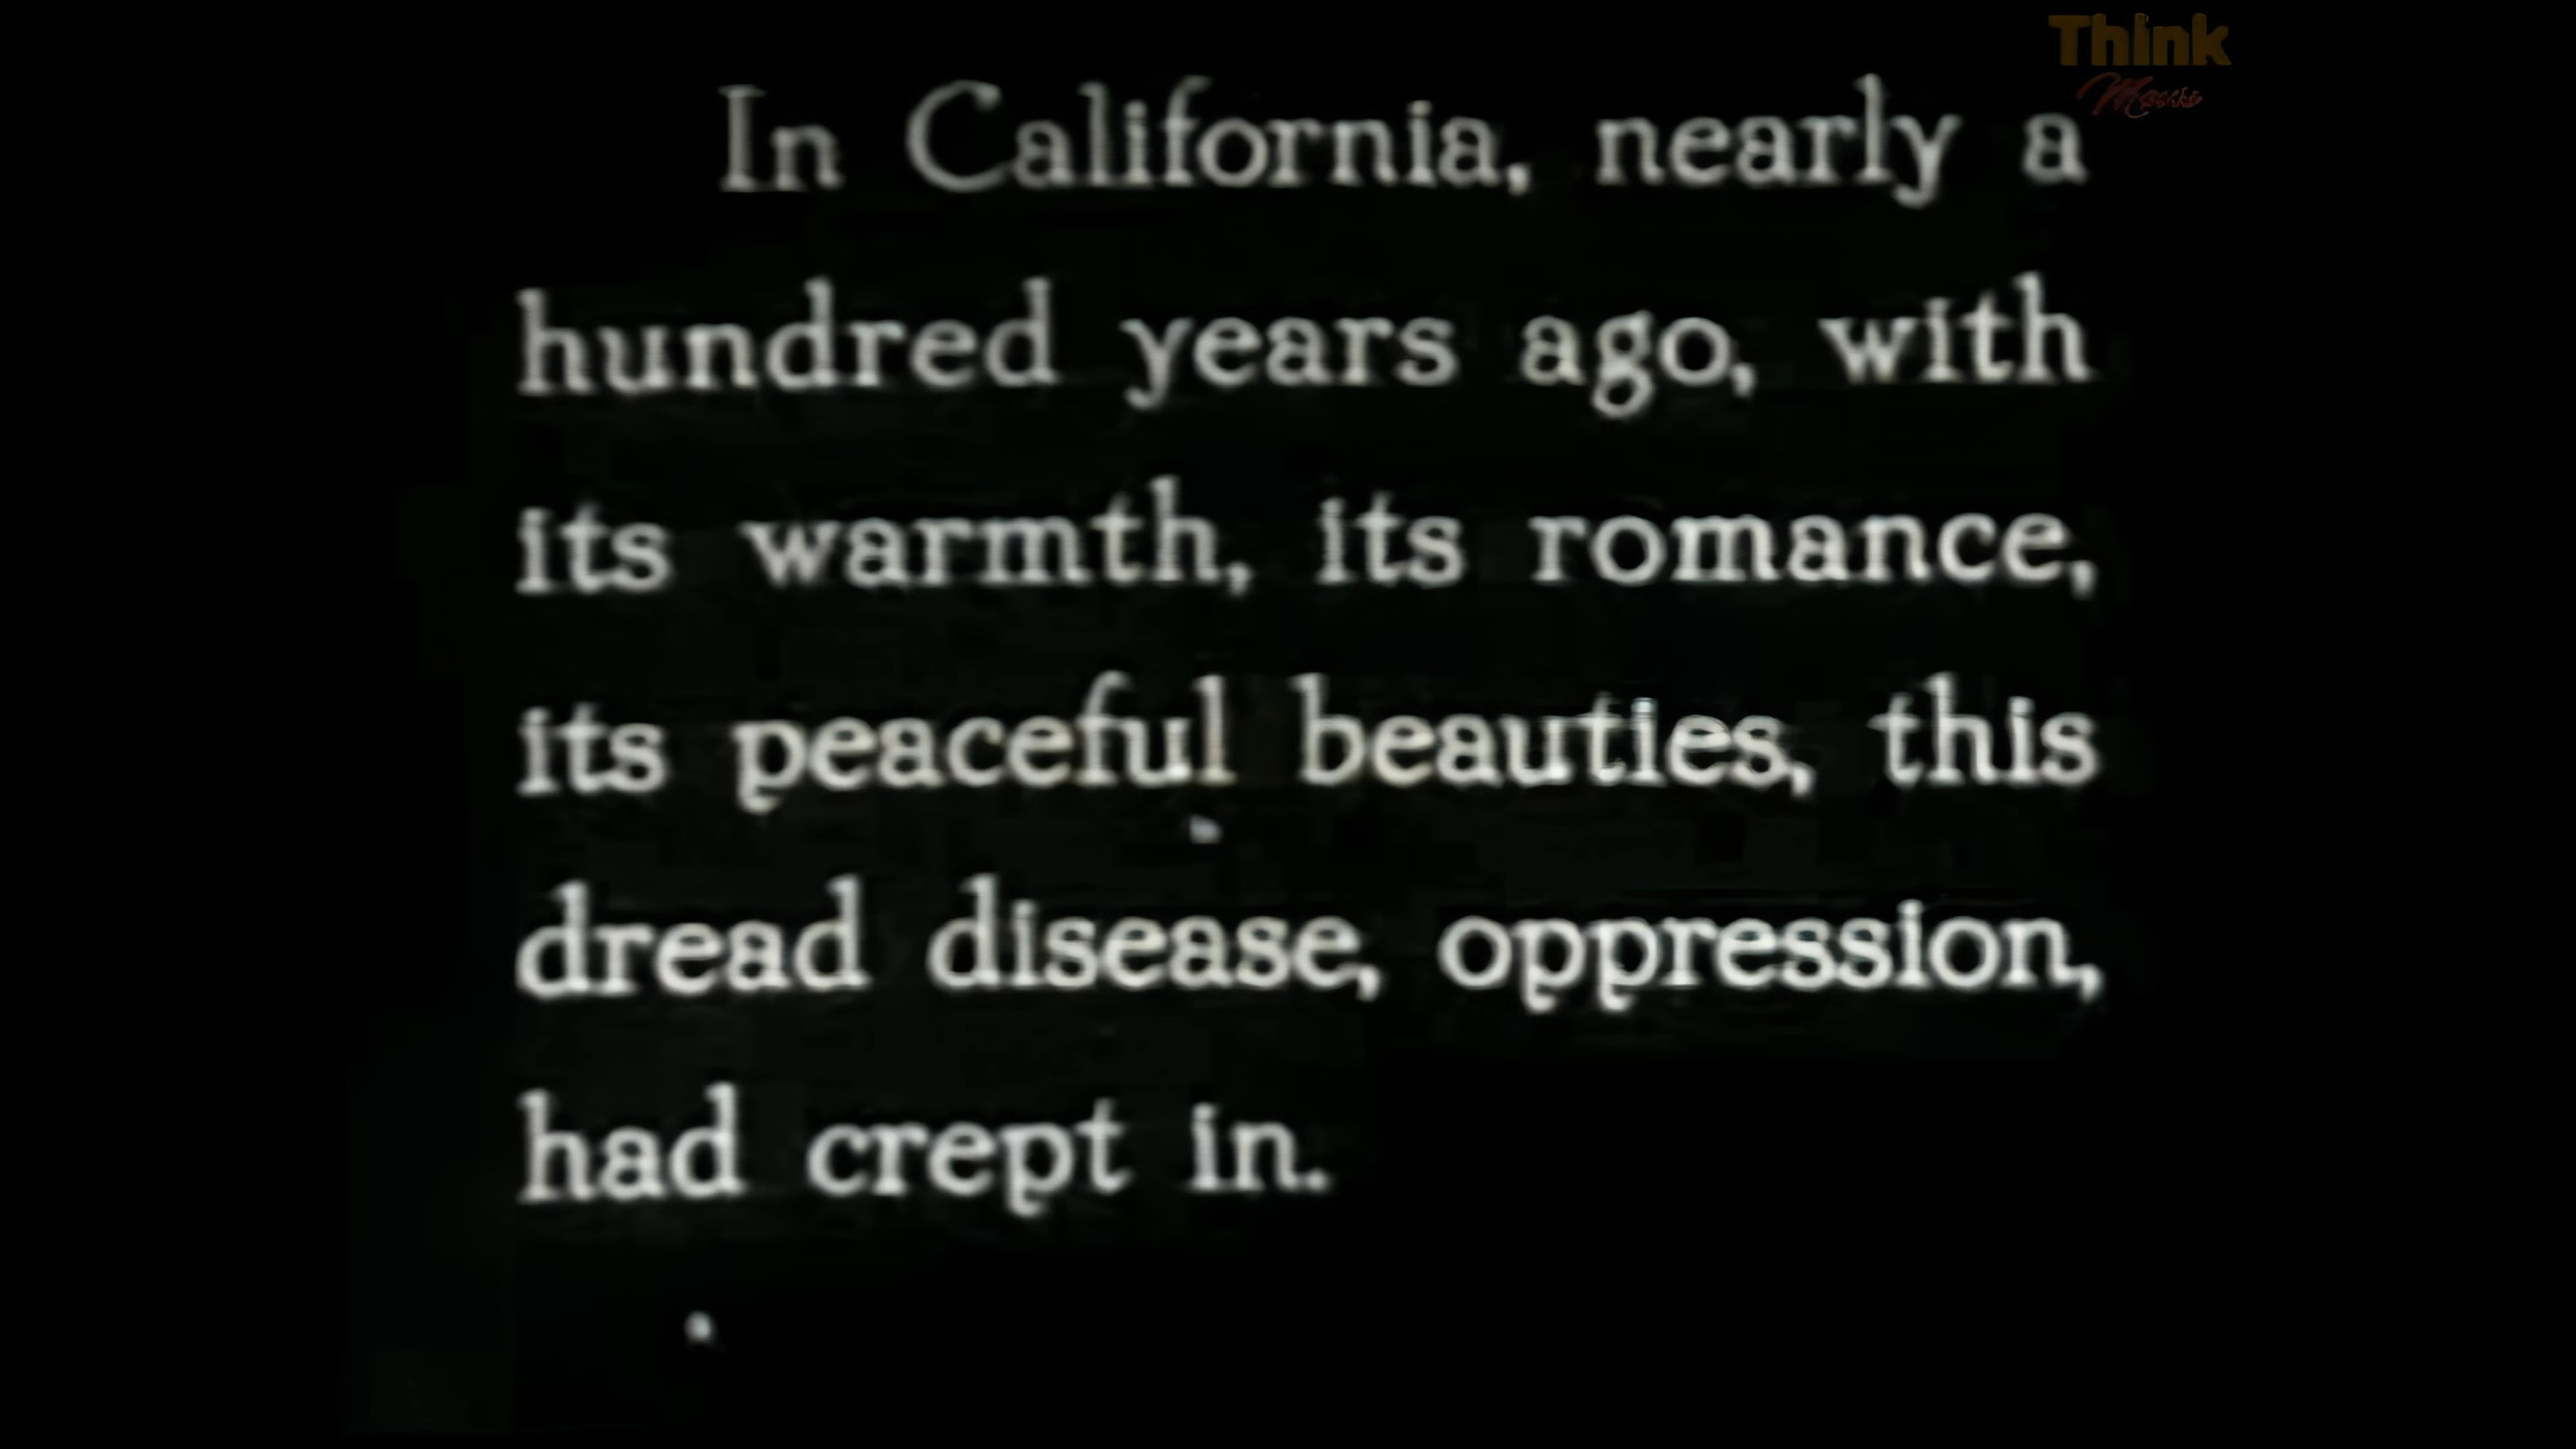 Think
Movie
In California, nearly a
hundred years ago, with
its warmth, its romance,
its peaceful beauties, this
dread disease, oppression,
had crept in.